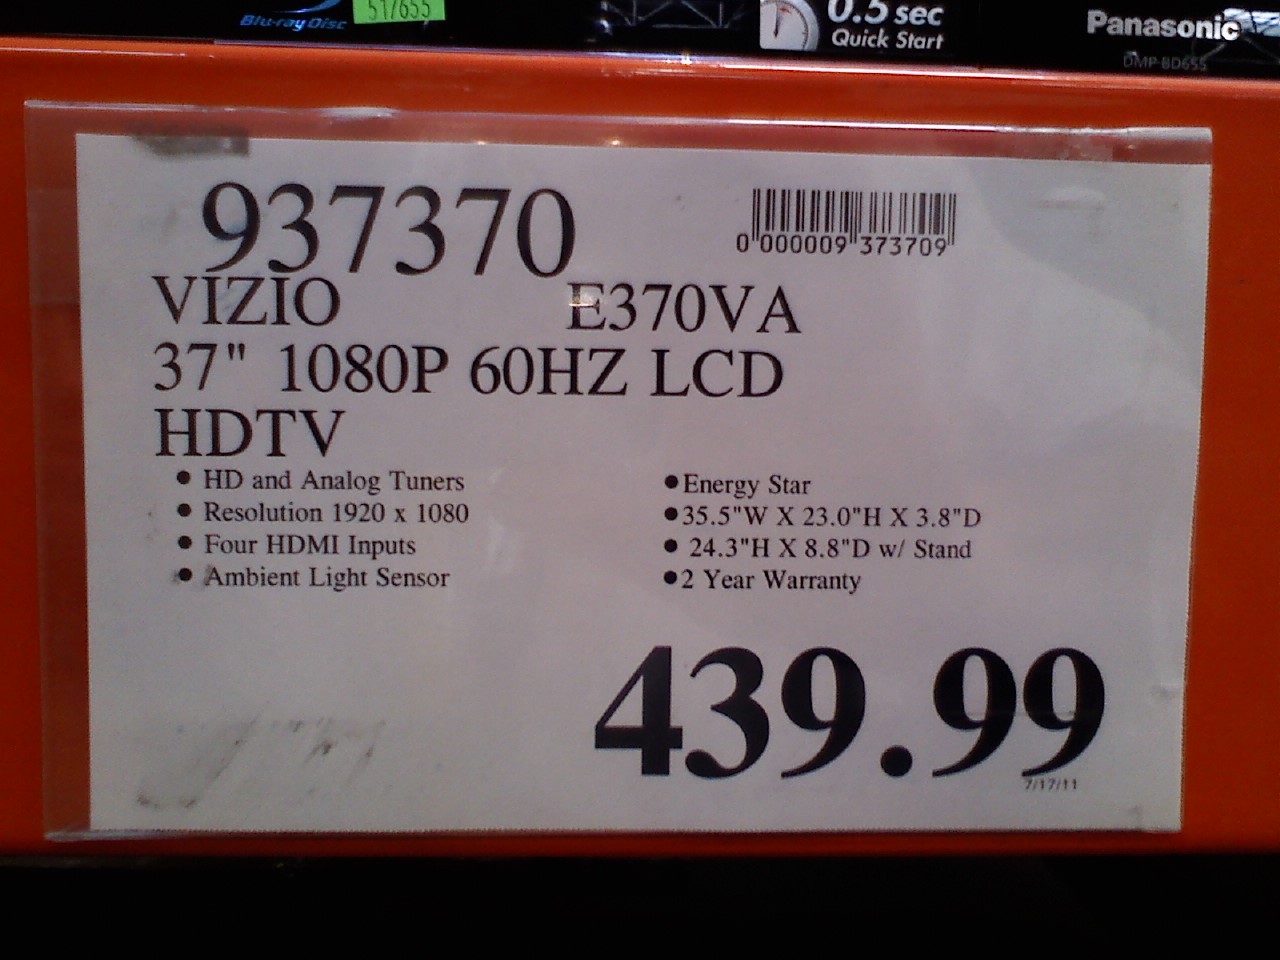 Blu-ray Disc
517655
0.5 sec
Quick Start
Panasonic
DMP-BD655
937370
0 000009 373709
VIZIO E370VA
37" 1080P 60HZ LCD
HDTV
• HD and Analog Tuners
• Resolution 1920 x 1080
• Four HDMI Inputs
• Ambient Light Sensor
• Energy Star
• 35.5"W X 23.0"H X 3.8"D
• 24.3"H X 8.8"D w/ Stand
• 2 Year Warranty
439.99
7/17/11